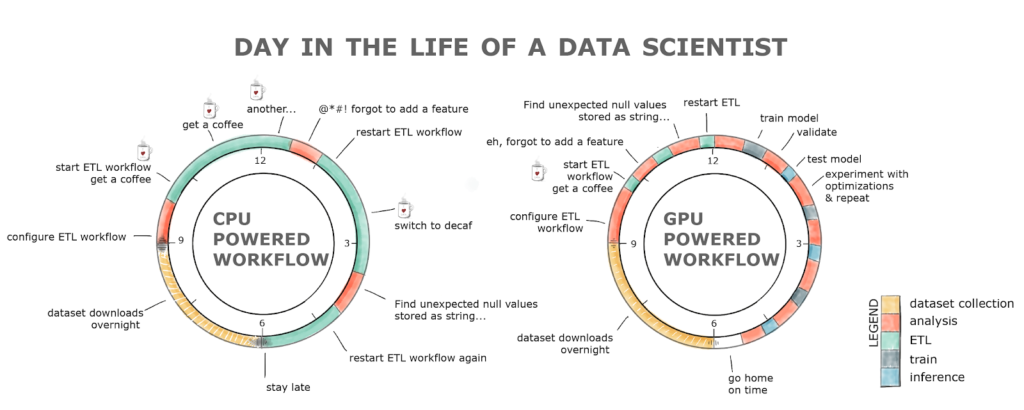 DAY IN THE LIFE OF A DATA SCIENTIST
another...
@*#! forgot to add a feature
get a coffee
restart ETL workflow
start ETL workflow
get a coffee
switch to decaf
configure ETL workflow
dataset downloads
overnight
Find unexpected null values
stored as string...
restart ETL workflow again
stay late
12
3
6
9
CPU
POWERED
WORKFLOW
Find unexpected null values
stored as string...
restart ETL
train model
validate
eh, forgot to add a feature
test model
start ETL
workflow
get a coffee
experiment with
optimizations
& repeat
configure ETL
workflow
dataset downloads
overnight
go home
on time
12
3
6
9
GPU
POWERED
WORKFLOW
LEGEND
dataset collection
analysis
ETL
train
inference